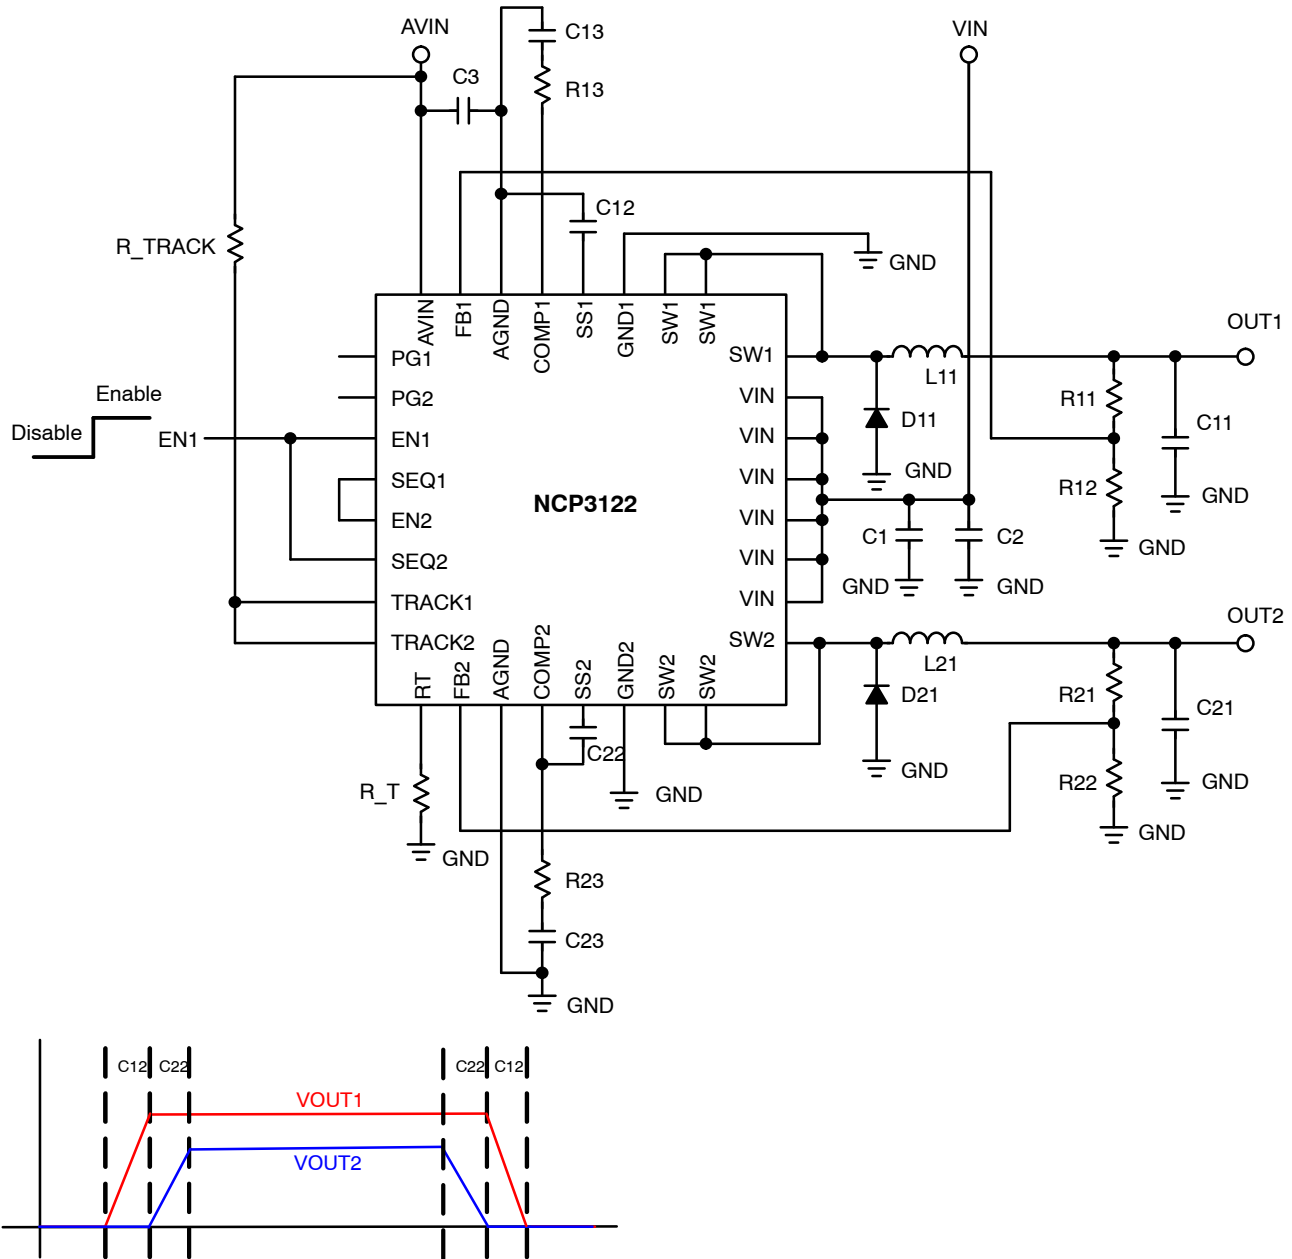 AVIN
VIN
C13
C3
R13
C12
R_TRACK
GND
AVIN
FB1
AGND
COMP1
SS1
GND1
SW1
SW1
OUT1
PG1
SW1
L11
Enable
PG2
VIN
R11
Disable
EN1
EN1
VIN
D11
C11
SEQ1
VIN
GND
R12
GND
NCP3122
EN2
VIN
C1
C2
GND
SEQ2
VIN
GND
GND
TRACK1
VIN
OUT2
TRACK2
SW2
L21
RT
FB2
AGND
COMP2
SS2
GND2
SW2
SW2
D21
R21
C21
C22
GND
R22
GND
R_T
GND
GND
GND
R23
C23
GND
C12
C22
C22
C12
VOUT1
VOUT2